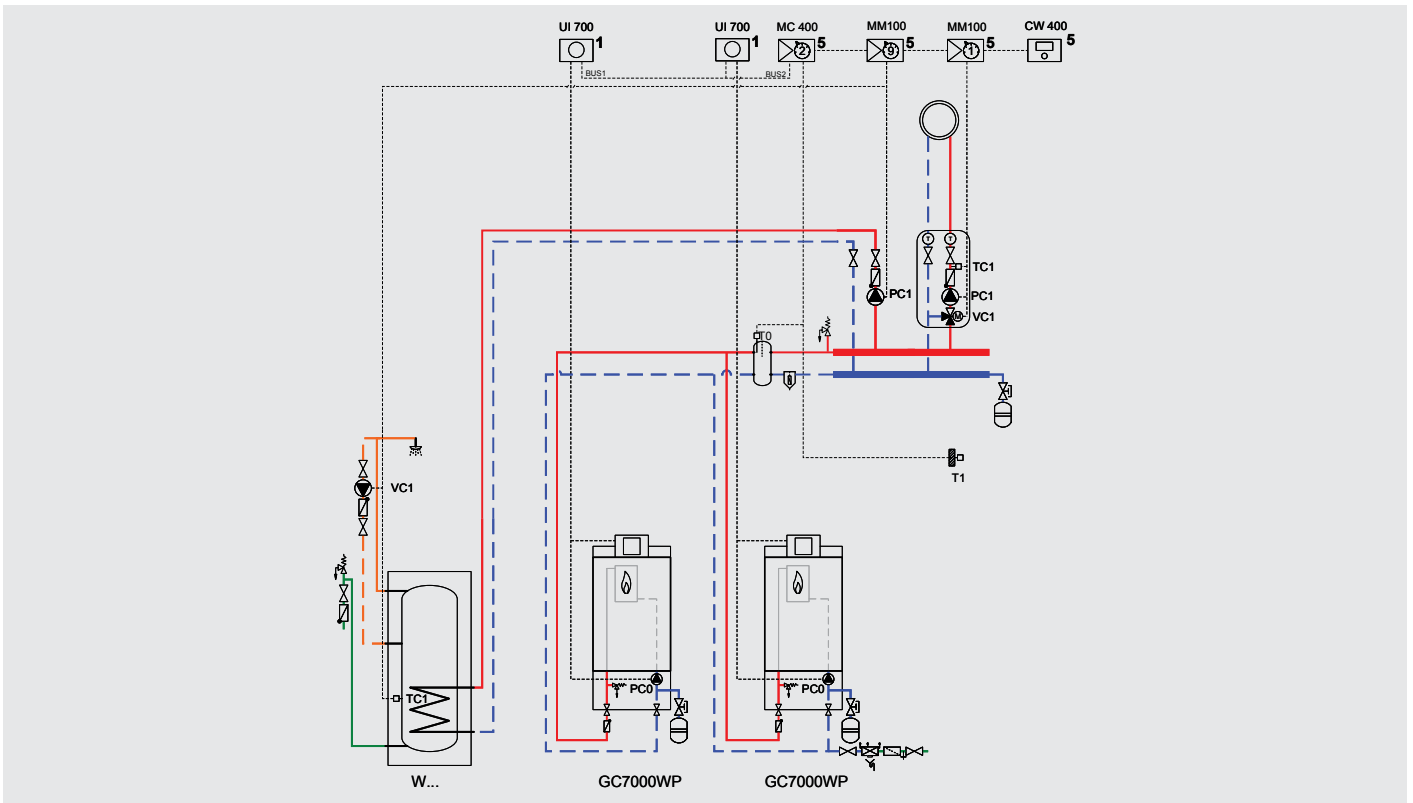 UI 700
UI 700
MC 400
MM100
MM100
CW 400
1
1
5
5
5
5
2
9
1
BUS1
BUS2
T
T
TC1
PC1
PC1
M
VC1
T0
T1
VC1
TC1
PC0
PC0
W...
GC7000WP
GC7000WP